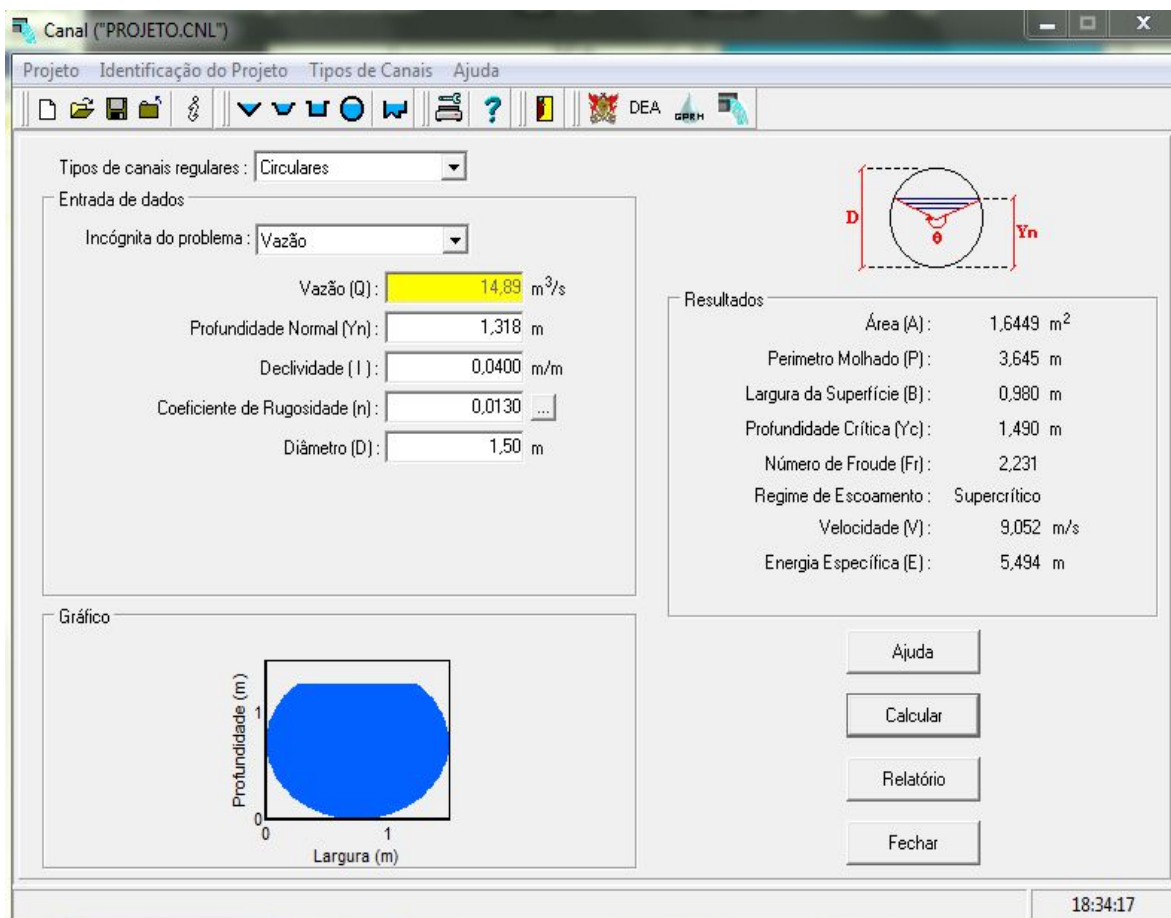 Canal ("PROJETO.CNL")
Projeto Identificação do Projeto Tipos de Canais Ajuda
DEA GPRH
Tipos de canais regulares : Circulares
Entrada de dados
Incógnita do problema : Vazão
Vazão (Q) : 14,89 m³/s
Profundidade Normal (Yn) : 1,318 m
Declividade ( I ) : 0,0400 m/m
Coeficiente de Rugosidade (n) : 0,0130 ...
Diâmetro (D) : 1,50 m
D θ Yn
Resultados
Área (A) : 1,6449 m²
Perimetro Molhado (P) : 3,645 m
Largura da Superfície (B) : 0,980 m
Profundidade Crítica (Yc) : 1,490 m
Número de Froude (Fr) : 2,231
Regime de Escoamento : Supercrítico
Velocidade (V) : 9,052 m/s
Energia Específica (E) : 5,494 m
Gráfico
Profundidade (m)
1
0
0 1
Largura (m)
Ajuda
Calcular
Relatório
Fechar
18:34:17